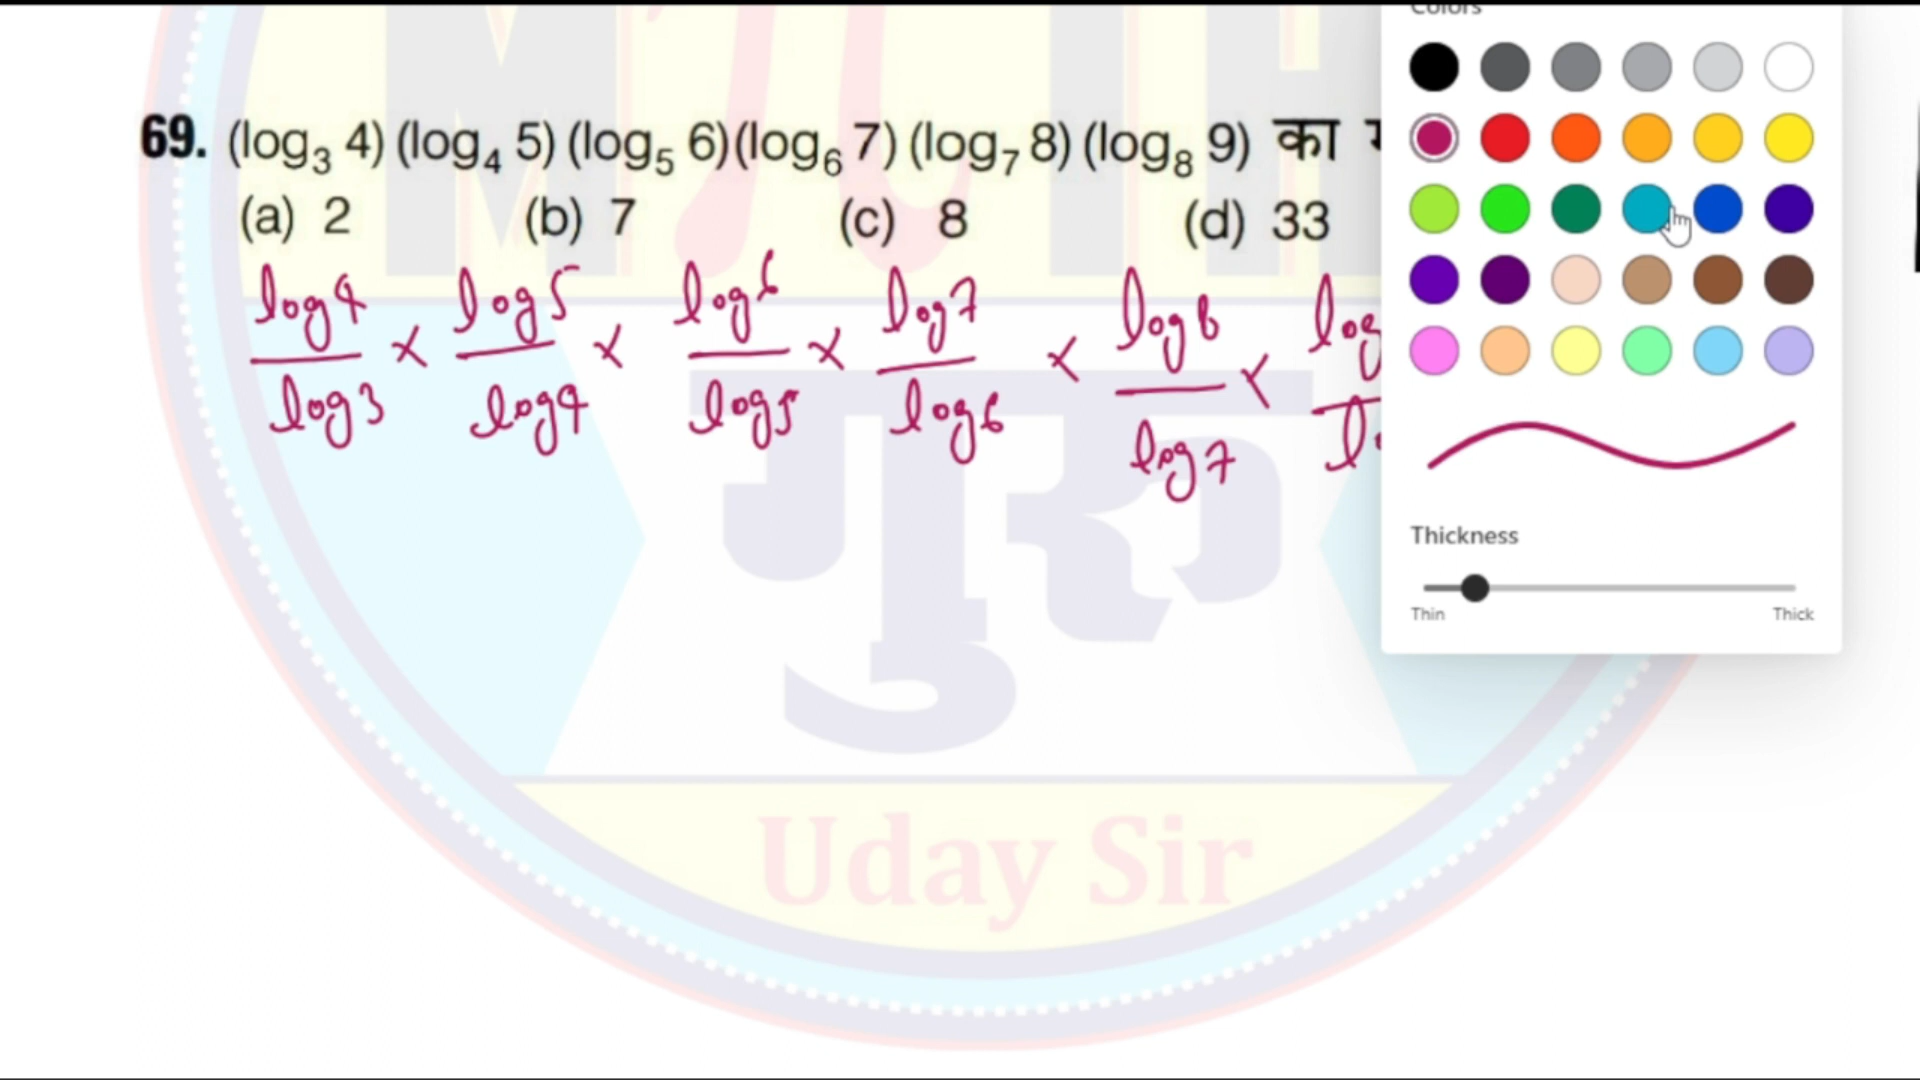 Colors
69. (log₃ 4) (log₄ 5) (log₅ 6) (log₆ 7) (log₇ 8) (log₈ 9) का
(a) 2 (b) 7 (c) 8 (d) 33
log4 log5 log6 log7 log8 log
× × × × ×
log3 log4 log5 log6 log7
गुरु
Thickness
Thin Thick
Uday Sir